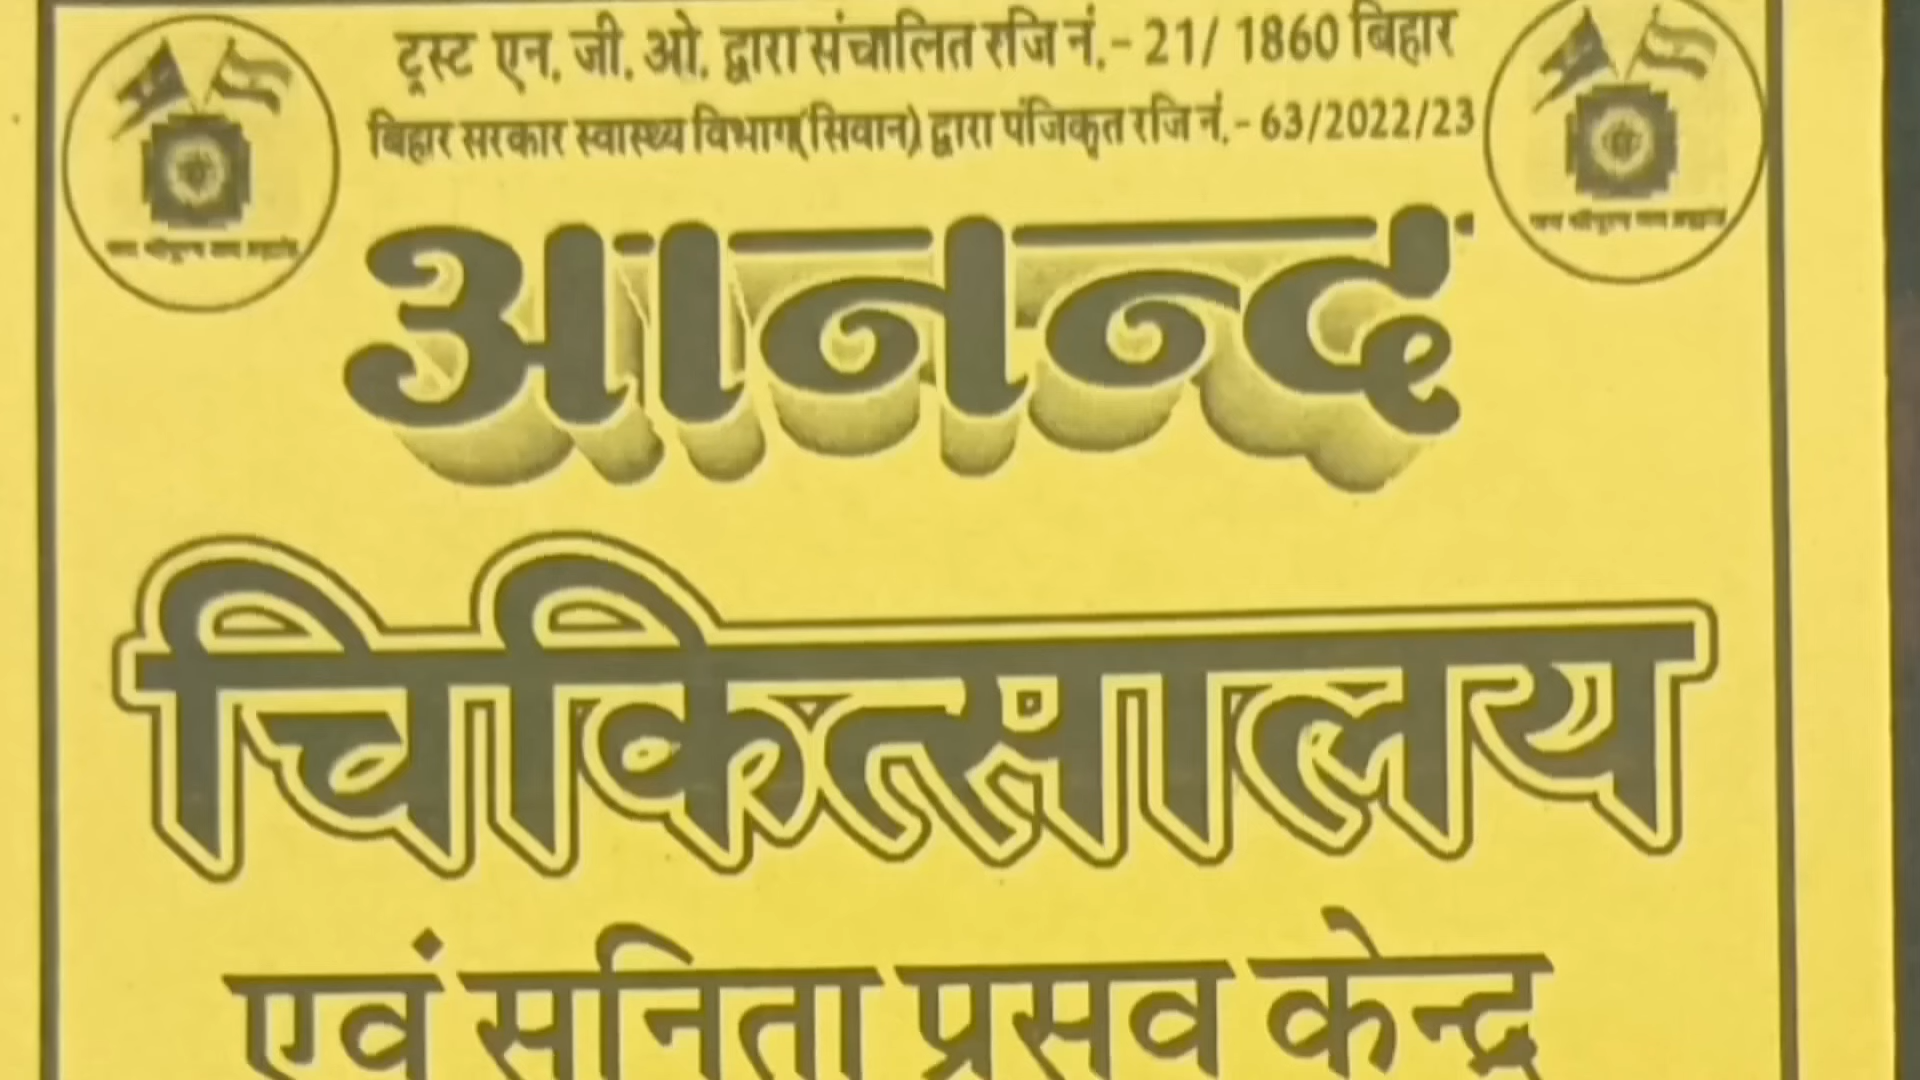 ट्रस्ट एन. जी. ओ. द्वारा संचालित रजि नं.- 21/ 1860 बिहार
बिहार सरकार स्वास्थ्य विभाग(सिवान) द्वारा पंजिकृत रजि नं.- 63/2022/23
आनन्द
चिकित्सालय
एवं सनिता प्रसव केन्द्र